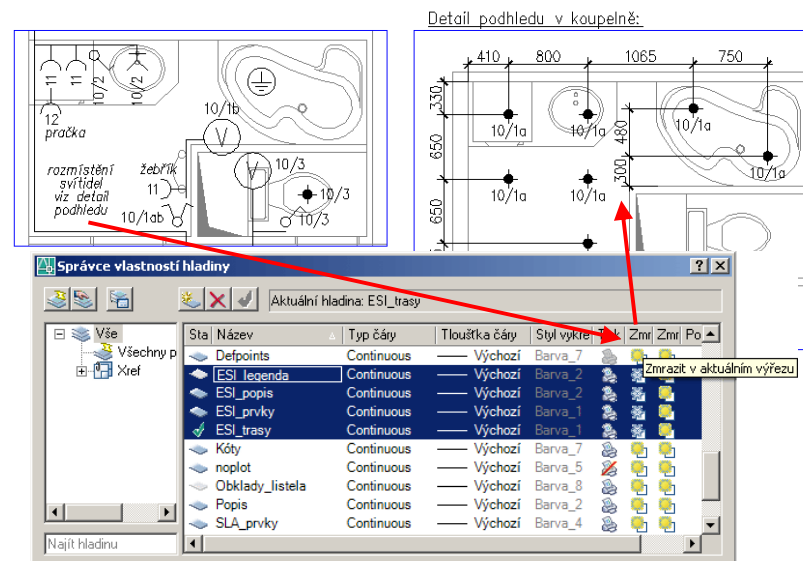 Detail podhledu v koupelně:
410 800 1065 750
330
650
650
480
300
10/1a
10/1a
10/1a
10/1a
10/1a
10/1a
11
11
10/2
10/2
12
pračka
10/1b
V
V
rozmístění
svítidel
viz detail
podhledu
žebřík
11
10/1ab
10/3
10/3
10/3
Správce vlastností hladiny
Aktuální hladina: ESI_trasy
Vše
Všechny p
Xref
Najít hladinu
Sta Název Typ čáry Tloušťka čáry Styl vykre Zmr Zmr Po
Defpoints Continuous Výchozí Barva_7
ESI_legenda Continuous Výchozí Barva_2
ESI_popis Continuous Výchozí Barva_2
ESI_prvky Continuous Výchozí Barva_1
ESI_trasy Continuous Výchozí Barva_1
Kóty Continuous Výchozí Barva_7
noplot Continuous Výchozí Barva_5
Obklady_listela Continuous Výchozí Barva_8
Popis Continuous Výchozí Barva_2
SLA_prvky Continuous Výchozí Barva_4
Zmrazit v aktuálním výřezu